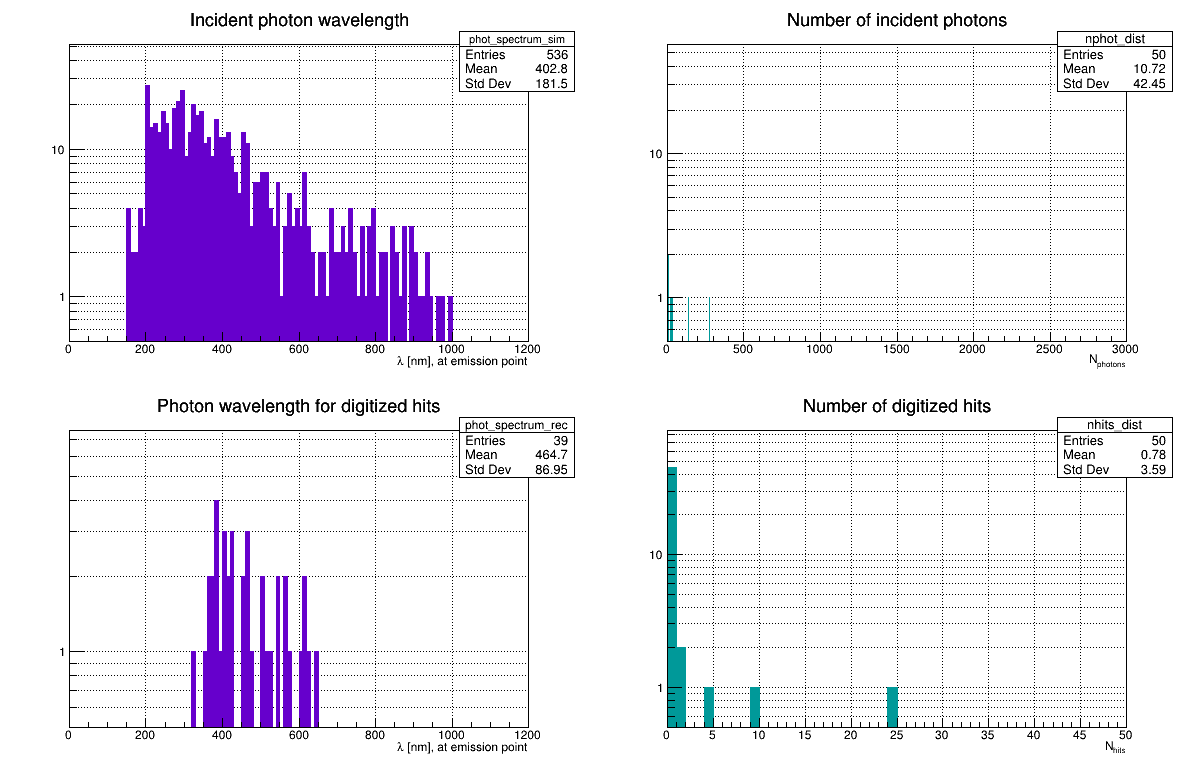 Incident photon wavelength
phot_spectrum_sim
Entries 536
Mean 402.8
Std Dev 181.5
10
1
0 200 400 600 800 1000 1200
λ [nm], at emission point
Number of incident photons
nphot_dist
Entries 50
Mean 10.72
Std Dev 42.45
10
1
0 500 1000 1500 2000 2500 3000
Nphotons
Photon wavelength for digitized hits
phot_spectrum_rec
Entries 39
Mean 464.7
Std Dev 86.95
1
0 200 400 600 800 1000 1200
λ [nm], at emission point
Number of digitized hits
nhits_dist
Entries 50
Mean 0.78
Std Dev 3.59
10
1
0 5 10 15 20 25 30 35 40 45 50
Nhits